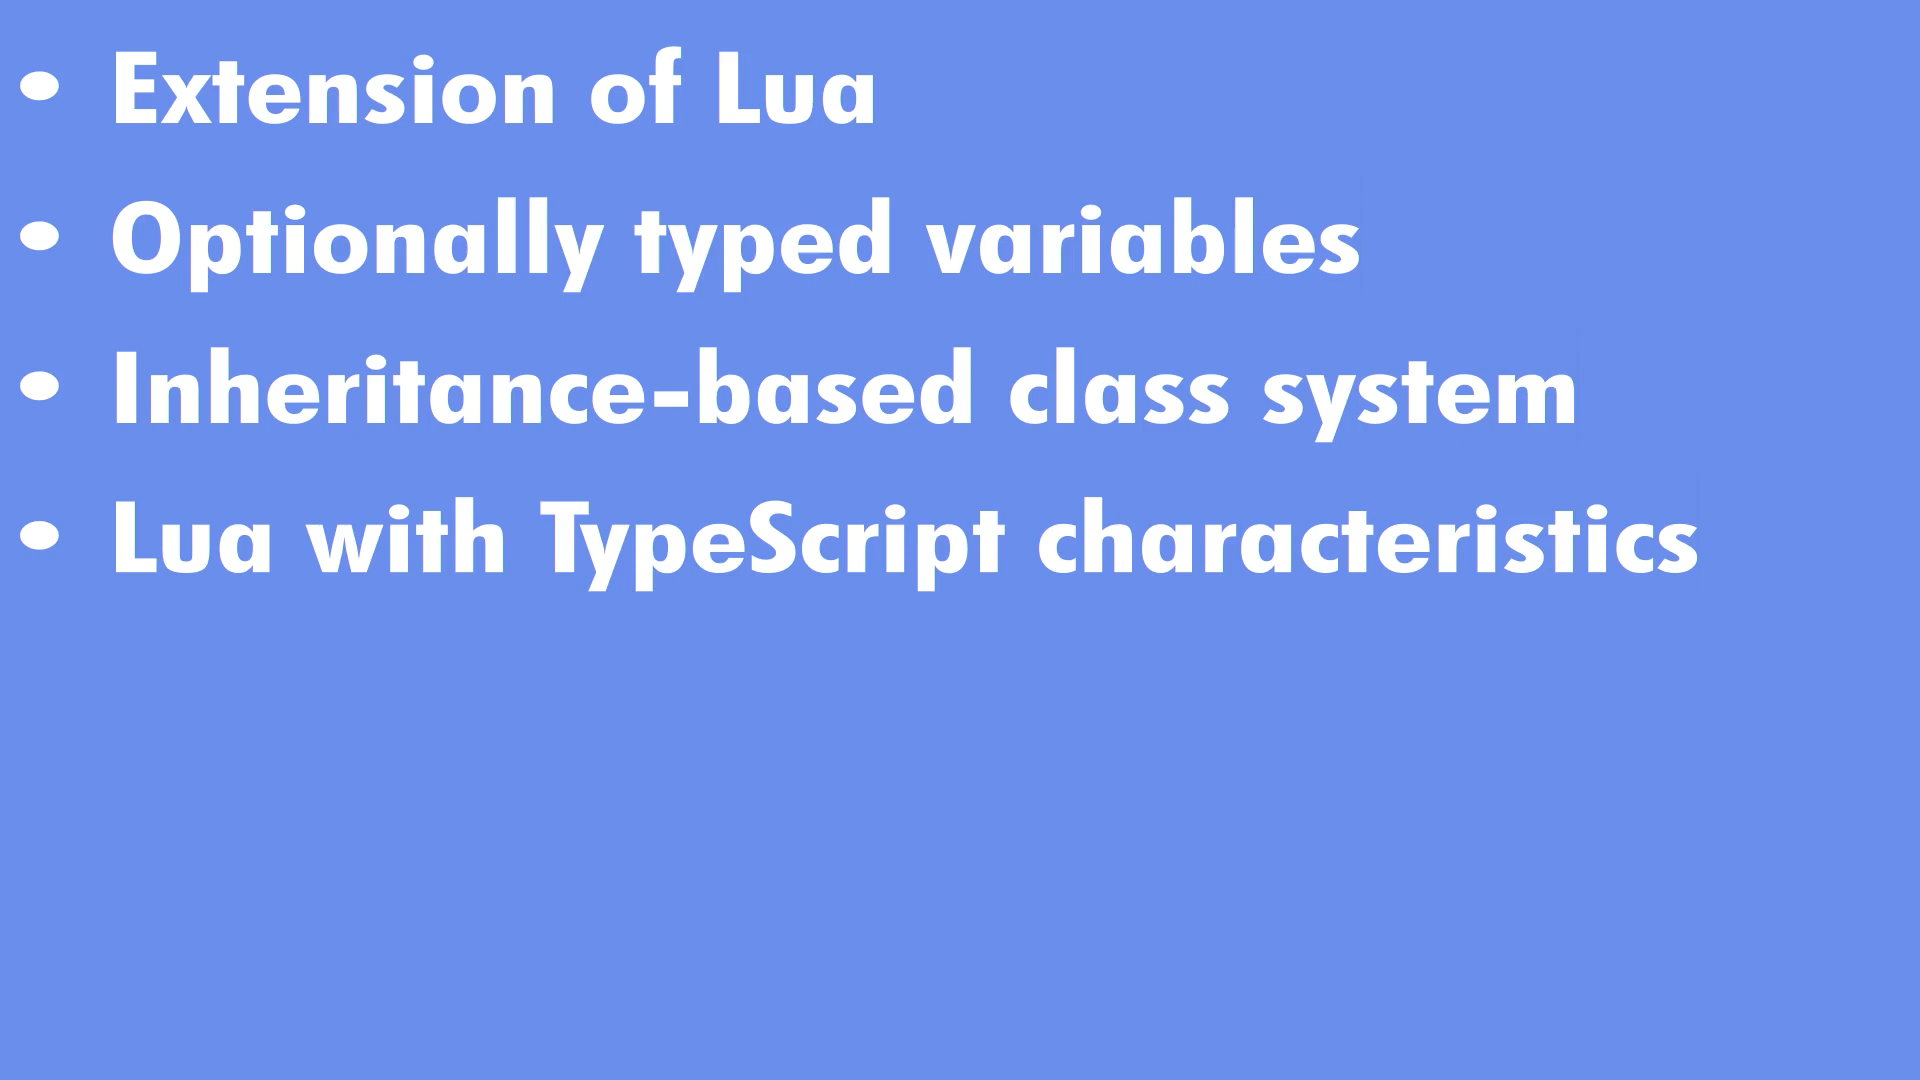 • Extension of Lua
• Optionally typed variables
• Inheritance-based class system
• Lua with TypeScript characteristics